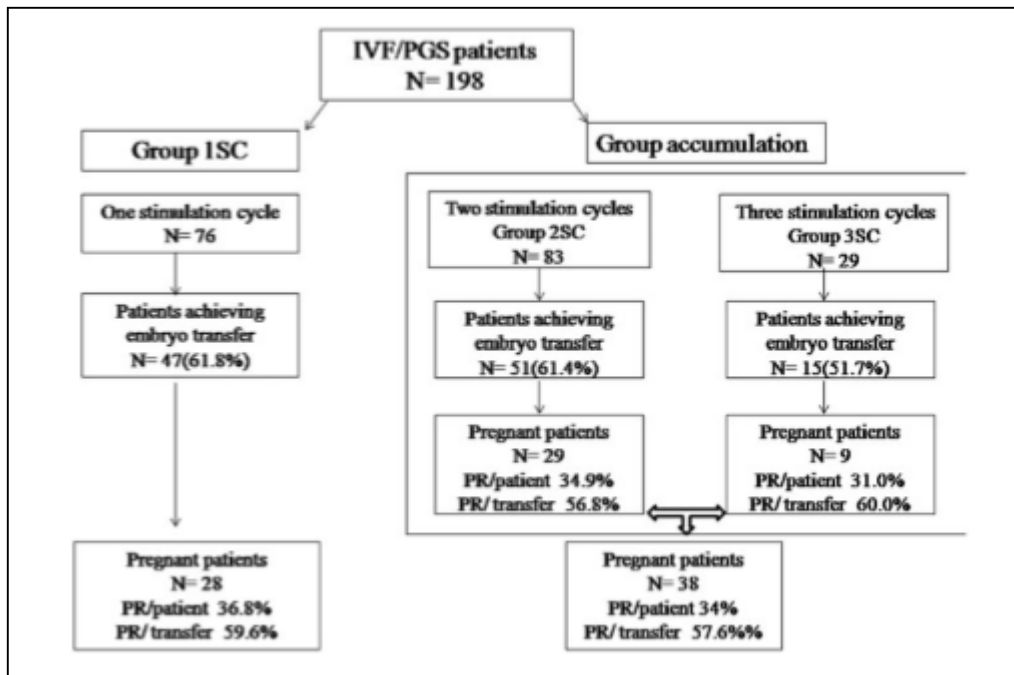 IVF/PGS patients
N= 198
Group 1SC
Group accumulation
One stimulation cycle
N= 76
Two stimulation cycles
Group 2SC
N= 83
Three stimulation cycles
Group 3SC
N= 29
Patients achieving
embryo transfer
N= 47(61.8%)
Patients achieving
embryo transfer
N= 51(61.4%)
Patients achieving
embryo transfer
N= 15(51.7%)
Pregnant patients
N= 29
PR/patient 34.9%
PR/ transfer 56.8%
Pregnant patients
N= 9
PR/patient 31.0%
PR/ transfer 60.0%
Pregnant patients
N= 28
PR/patient 36.8%
PR/ transfer 59.6%
Pregnant patients
N= 38
PR/patient 34%
PR/ transfer 57.6%%